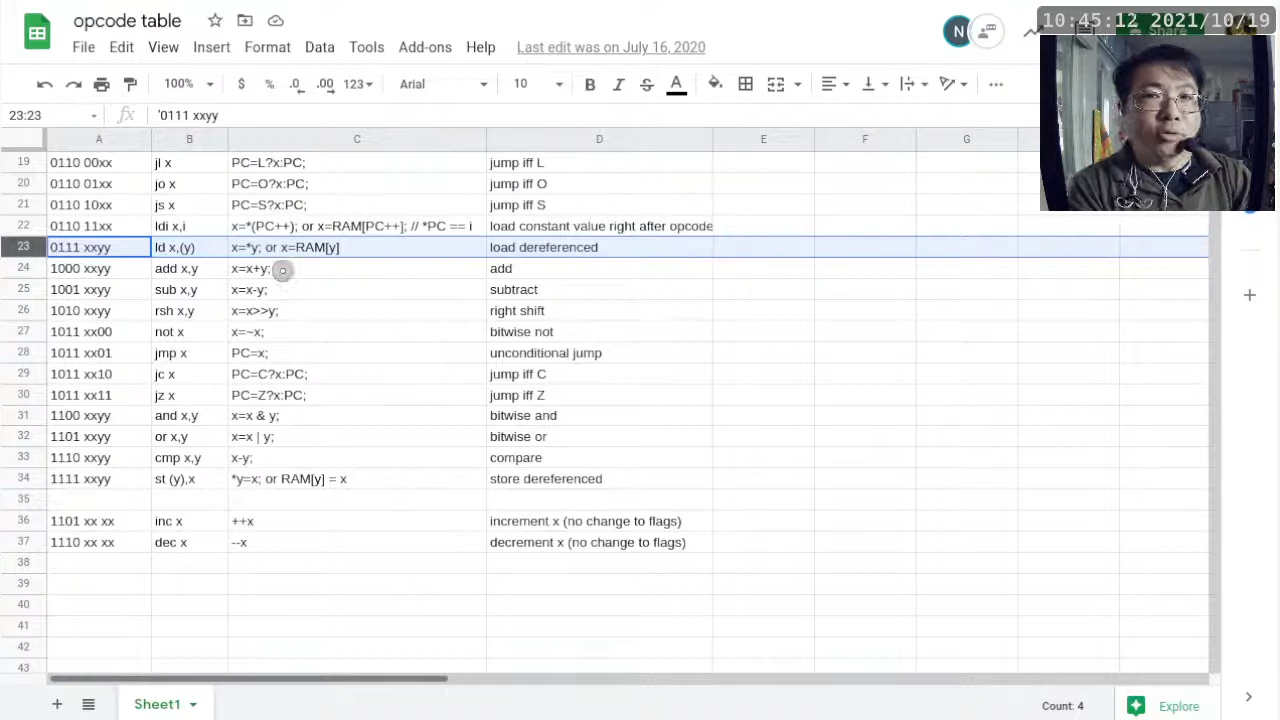 opcode table
10:45:12 2021/10/19
File Edit View Insert Format Data Tools Add-ons Help Last edit was on July 16, 2020
N
Share
100% $ % .0 .00 123 Arial 10 B I S A
23:23 fx '0111 xxyy
A B C D E F G
19 0110 00xx jl x PC=L?x:PC; jump iff L
20 0110 01xx jo x PC=O?x:PC; jump iff O
21 0110 10xx js x PC=S?x:PC; jump iff S
22 0110 11xx ldi x,i x=*(PC++); or x=RAM[PC++]; // *PC == i load constant value right after opcode
23 0111 xxyy ld x,(y) x=*y; or x=RAM[y] load dereferenced
24 1000 xxyy add x,y x=x+y; add
25 1001 xxyy sub x,y x=x-y; subtract
26 1010 xxyy rsh x,y x=x>>y; right shift
27 1011 xx00 not x x=~x; bitwise not
28 1011 xx01 jmp x PC=x; unconditional jump
29 1011 xx10 jc x PC=C?x:PC; jump iff C
30 1011 xx11 jz x PC=Z?x:PC; jump iff Z
31 1100 xxyy and x,y x=x & y; bitwise and
32 1101 xxyy or x,y x=x | y; bitwise or
33 1110 xxyy cmp x,y x-y; compare
34 1111 xxyy st (y),x *y=x; or RAM[y] = x store dereferenced
35
36 1101 xx xx inc x ++x increment x (no change to flags)
37 1110 xx xx dec x --x decrement x (no change to flags)
38
39
40
41
42
43
Sheet1 Count: 4 Explore